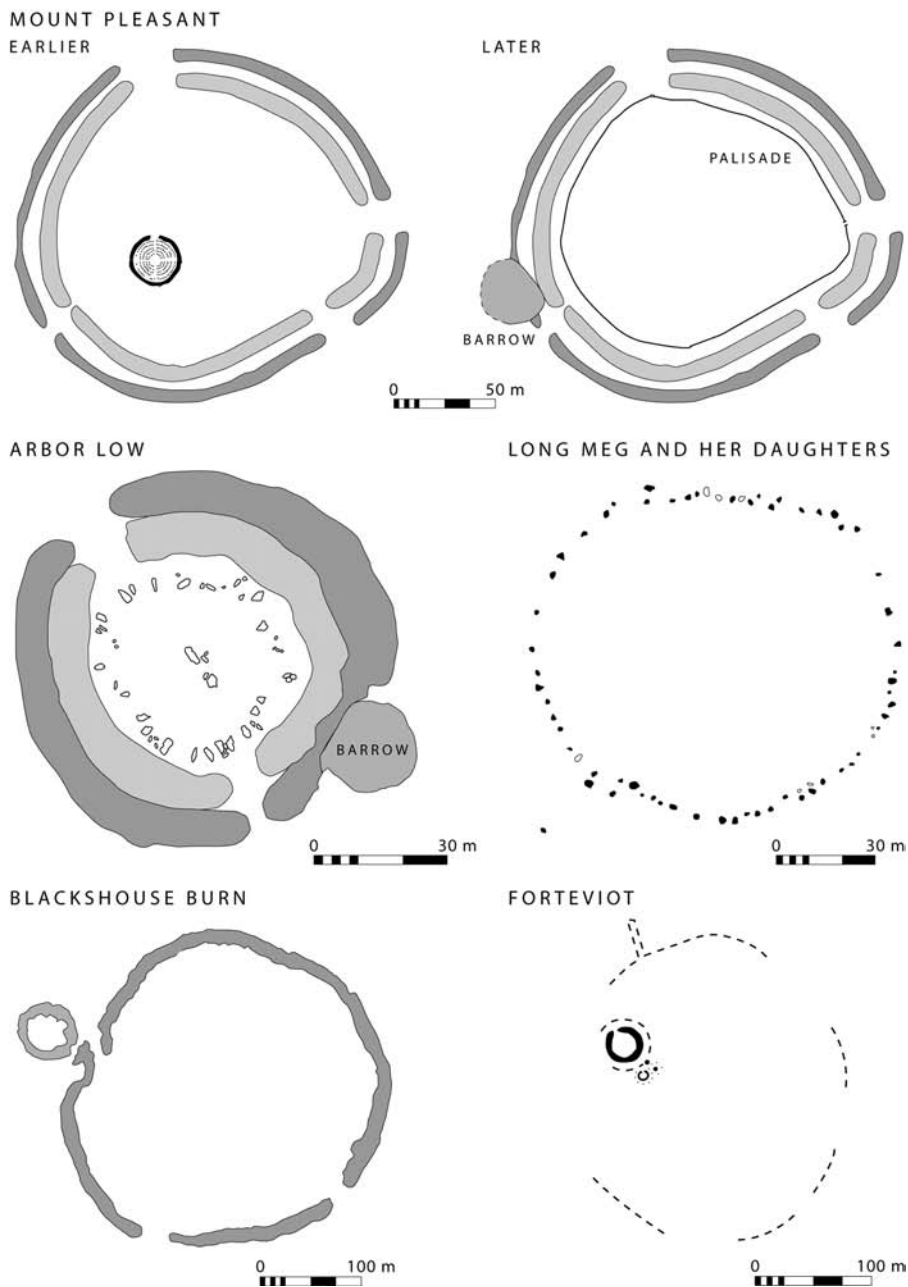 MOUNT PLEASANT
EARLIER
LATER
PALISADE
BARROW
0 50 m
ARBOR LOW
LONG MEG AND HER DAUGHTERS
BARROW
0 30 m
0 30 m
BLACKSHOUSE BURN
FORTEVIOT
0 100 m
0 100 m